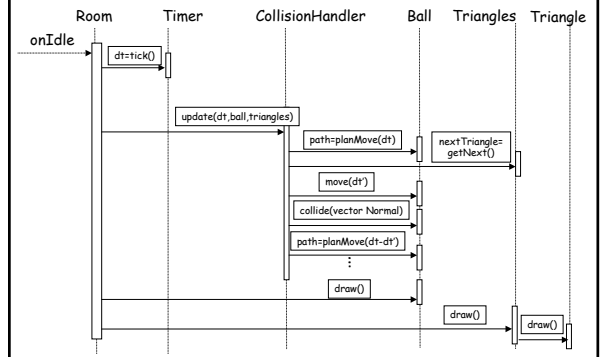 Room Timer CollisionHandler Ball Triangles Triangle
onIdle
dt=tick()
update(dt,ball,triangles)
path=planMove(dt)
nextTriangle=
getNext()
move(dt')
collide(vector Normal)
path=planMove(dt-dt')
⋮
draw()
draw()
draw()